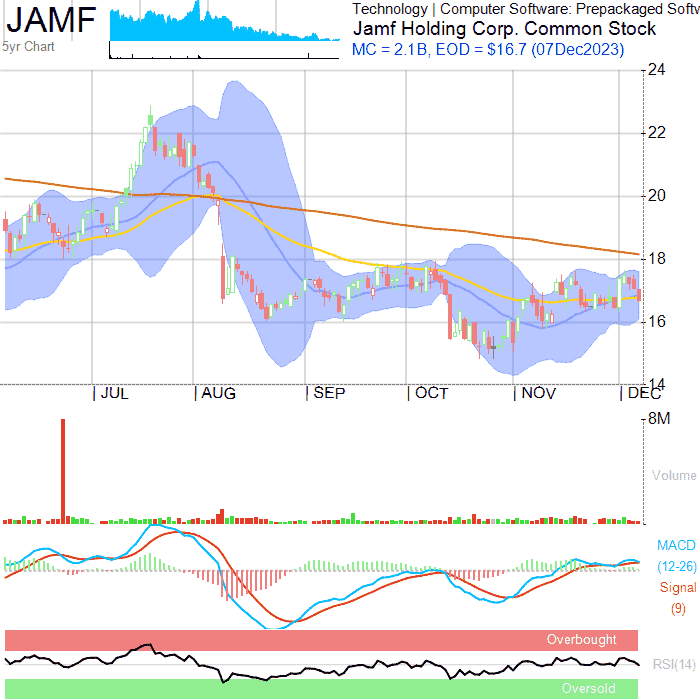 JAMF
5yr Chart
Technology | Computer Software: Prepackaged Softw
Jamf Holding Corp. Common Stock
MC = 2.1B, EOD = $16.7 (07Dec2023)
24
22
20
18
16
14
JUL AUG SEP OCT NOV DEC
8M
Volume
MACD
(12-26)
Signal
(9)
Overbought
RSI(14)
Oversold